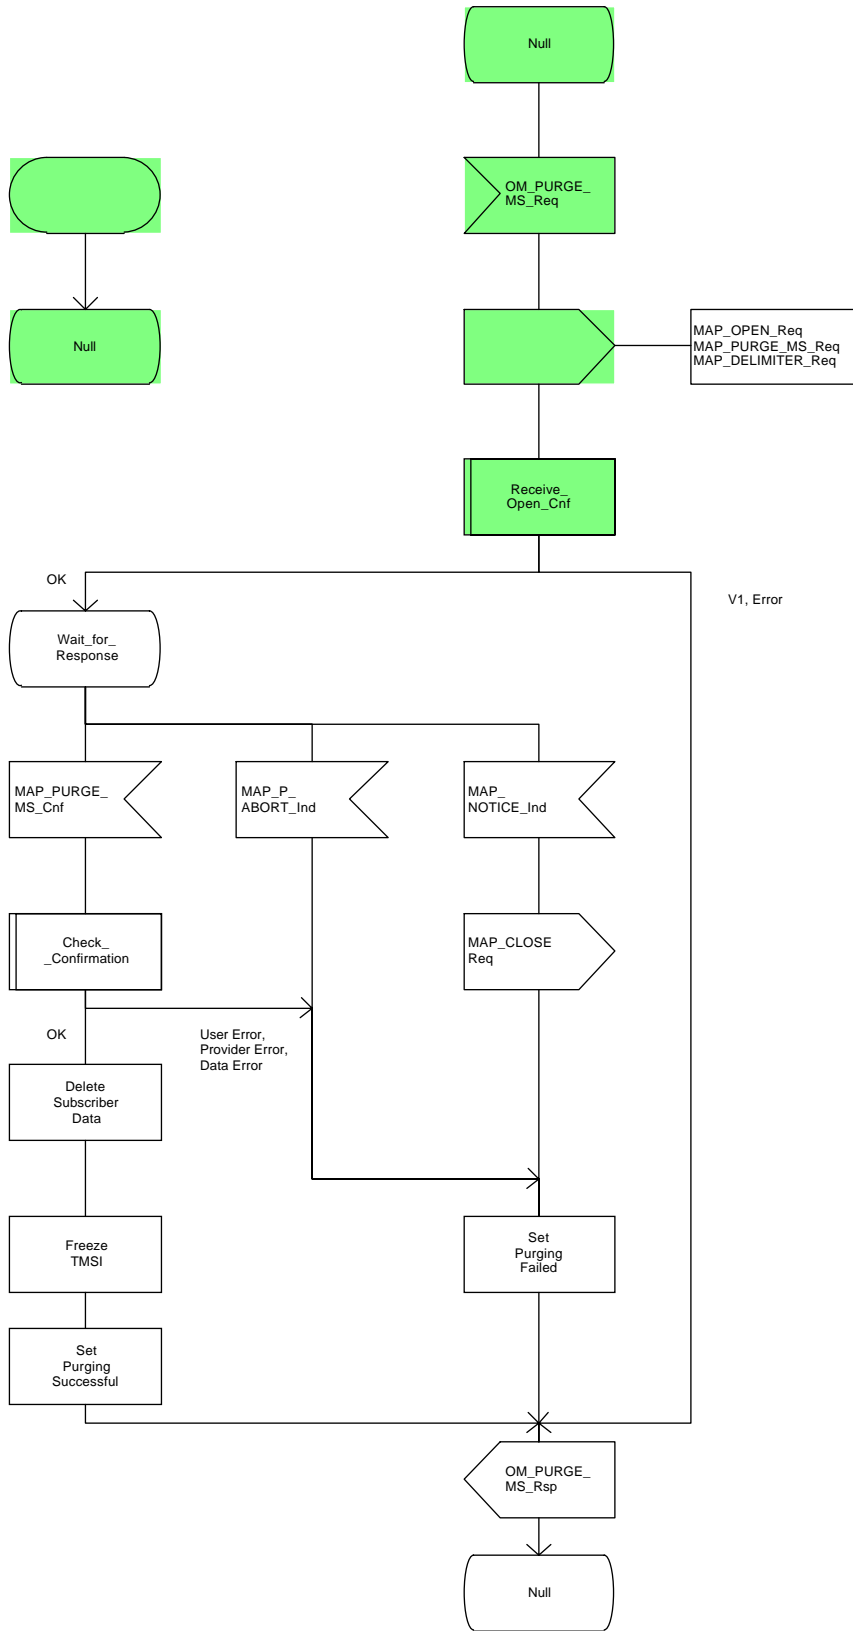 Null
OM_PURGE_
MS_Req
Null
MAP_OPEN_Req
MAP_PURGE_MS_Req
MAP_DELIMITER_Req
Receive_
Open_Cnf
OK
V1, Error
Wait_for_
Response
MAP_PURGE_
MS_Cnf
MAP_P_
ABORT_Ind
MAP_
NOTICE_Ind
Check_
_Confirmation
MAP_CLOSE
Req
OK
User Error,
Provider Error,
Data Error
Delete
Subscriber
Data
Freeze
TMSI
Set
Purging
Failed
Set
Purging
Successful
OM_PURGE_
MS_Rsp
Null